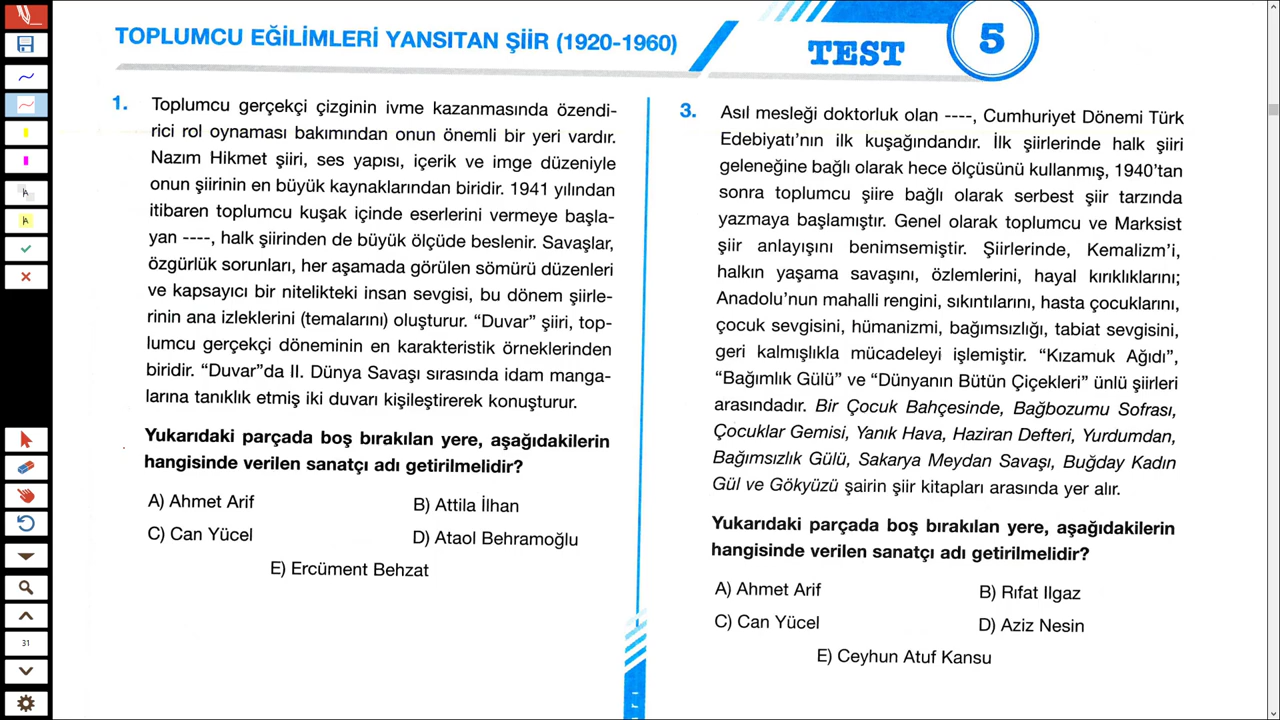 TOPLUMCU EĞİLİMLERİ YANSITAN ŞİİR (1920-1960)
TEST
5
1.
Toplumcu gerçekçi çizginin ivme kazanmasında özendi-
rici rol oynaması bakımından onun önemli bir yeri vardır.
Nazım Hikmet şiiri, ses yapısı, içerik ve imge düzeniyle
onun şiirinin en büyük kaynaklarından biridir. 1941 yılından
itibaren toplumcu kuşak içinde eserlerini vermeye başla-
yan ----, halk şiirinden de büyük ölçüde beslenir. Savaşlar,
özgürlük sorunları, her aşamada görülen sömürü düzenleri
ve kapsayıcı bir nitelikteki insan sevgisi, bu dönem şiirle-
rinin ana izleklerini (temalarını) oluşturur. “Duvar” şiiri, top-
lumcu gerçekçi döneminin en karakteristik örneklerinden
biridir. “Duvar”da II. Dünya Savaşı sırasında idam manga-
larına tanıklık etmiş iki duvarı kişileştirerek konuşturur.
Yukarıdaki parçada boş bırakılan yere, aşağıdakilerin
hangisinde verilen sanatçı adı getirilmelidir?
A) Ahmet Arif
B) Attila İlhan
C) Can Yücel
D) Ataol Behramoğlu
E) Ercüment Behzat
3.
Asıl mesleği doktorluk olan ----, Cumhuriyet Dönemi Türk
Edebiyatı’nın ilk kuşağındandır. İlk şiirlerinde halk şiiri
geleneğine bağlı olarak hece ölçüsünü kullanmış, 1940’tan
sonra toplumcu şiire bağlı olarak serbest şiir tarzında
yazmaya başlamıştır. Genel olarak toplumcu ve Marksist
şiir anlayışını benimsemiştir. Şiirlerinde, Kemalizm’i,
halkın yaşama savaşını, özlemlerini, hayal kırıklıklarını;
Anadolu’nun mahalli rengini, sıkıntılarını, hasta çocuklarını,
çocuk sevgisini, hümanizmi, bağımsızlığı, tabiat sevgisini,
geri kalmışlıkla mücadeleyi işlemiştir. “Kızamuk Ağıdı”,
“Bağımlık Gülü” ve “Dünyanın Bütün Çiçekleri” ünlü şiirleri
arasındadır. Bir Çocuk Bahçesinde, Bağbozumu Sofrası,
Çocuklar Gemisi, Yanık Hava, Haziran Defteri, Yurdumdan,
Bağımsızlık Gülü, Sakarya Meydan Savaşı, Buğday Kadın
Gül ve Gökyüzü şairin şiir kitapları arasında yer alır.
Yukarıdaki parçada boş bırakılan yere, aşağıdakilerin
hangisinde verilen sanatçı adı getirilmelidir?
A) Ahmet Arif
B) Rıfat Ilgaz
C) Can Yücel
D) Aziz Nesin
E) Ceyhun Atuf Kansu
31